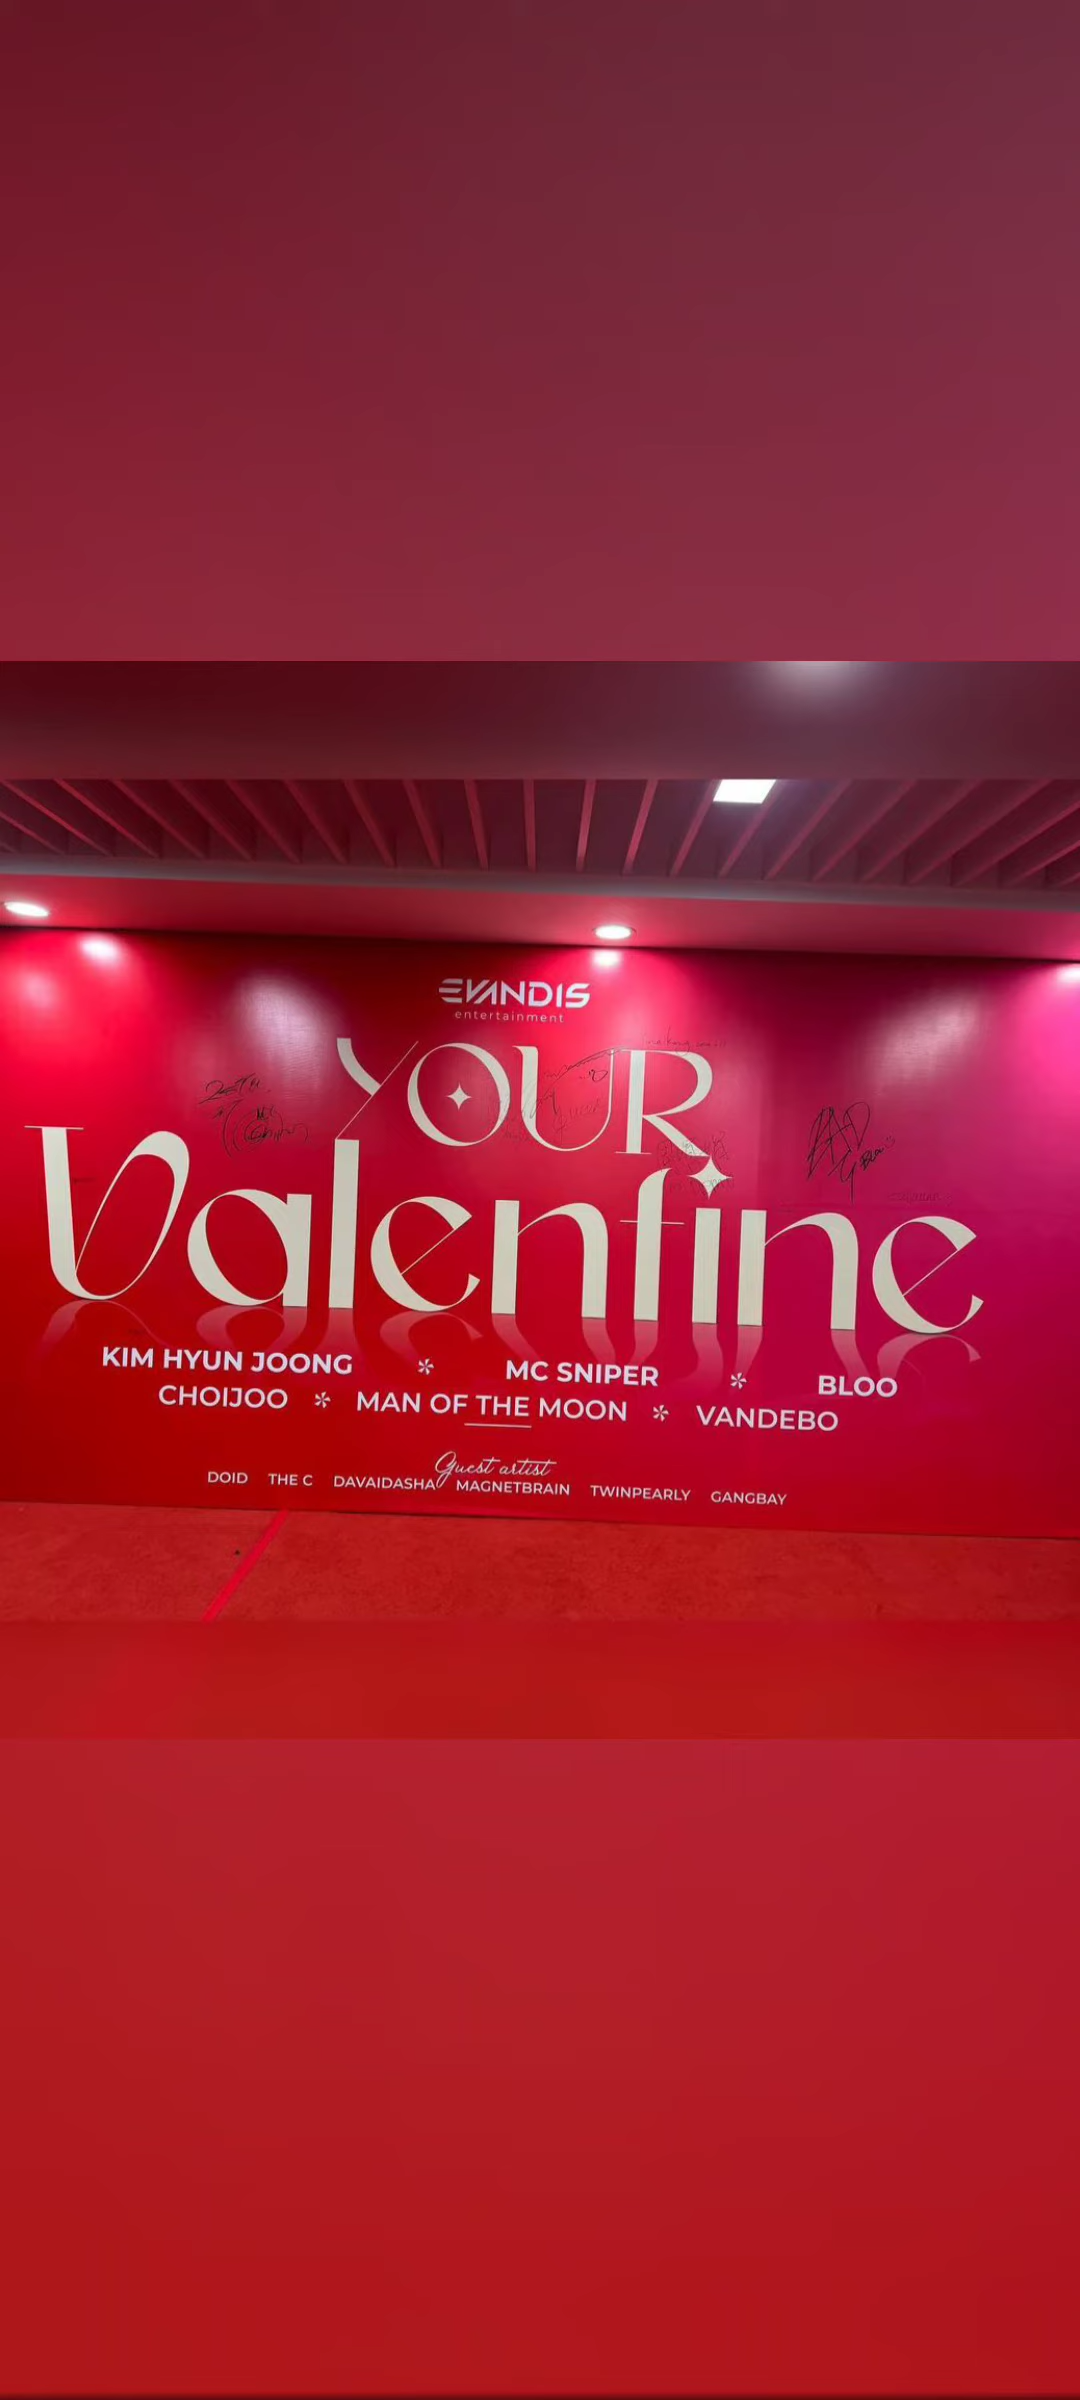 EVANDIS
entertainment
YOUR
Valentine
KIM HYUN JOONG * MC SNIPER * BLOO
CHOIJOO * MAN OF THE MOON * VANDEBO
Guest artist
DOID THE C DAVAIDASHA MAGNETBRAIN TWINPEARLY GANGBAY